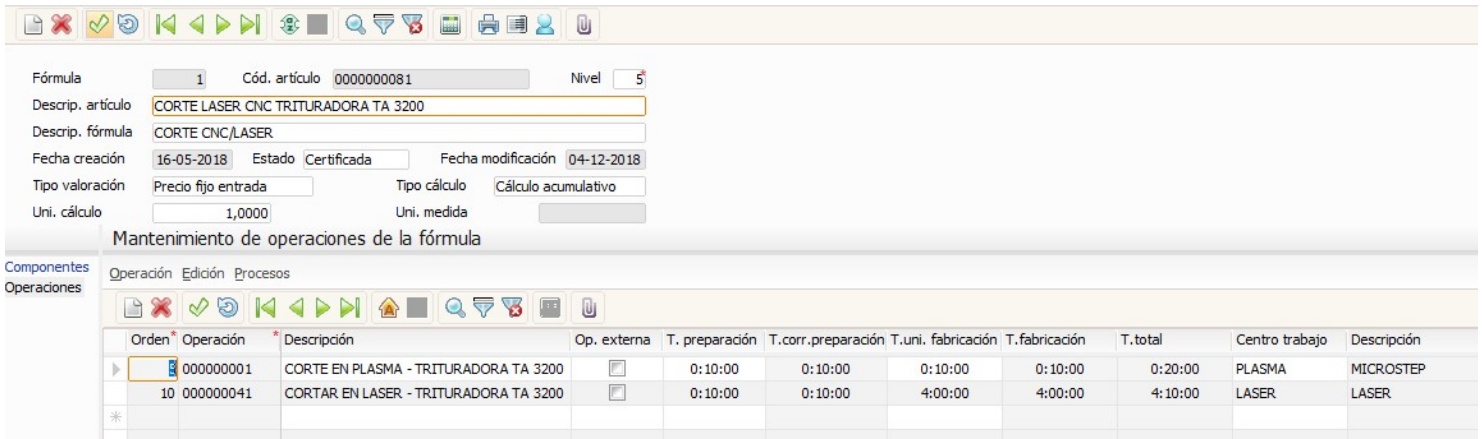 Fórmula 1 Cód. artículo 0000000081 Nivel 5*
Descrip. artículo CORTE LASER CNC TRITURADORA TA 3200
Descrip. fórmula CORTE CNC/LASER
Fecha creación 16-05-2018 Estado Certificada Fecha modificación 04-12-2018
Tipo valoración Precio fijo entrada Tipo cálculo Cálculo acumulativo
Uni. cálculo 1,0000 Uni. medida
Mantenimiento de operaciones de la fórmula
Componentes
Operaciones
Operación Edición Procesos
Orden* Operación * Descripción Op. externa T. preparación T.corr.preparación T.uni. fabricación T.fabricación T.total Centro trabajo Descripción
000000001 CORTE EN PLASMA - TRITURADORA TA 3200 0:10:00 0:10:00 0:10:00 0:10:00 0:20:00 PLASMA MICROSTEP
10 000000041 CORTAR EN LASER - TRITURADORA TA 3200 0:10:00 0:10:00 4:00:00 4:00:00 4:10:00 LASER LASER